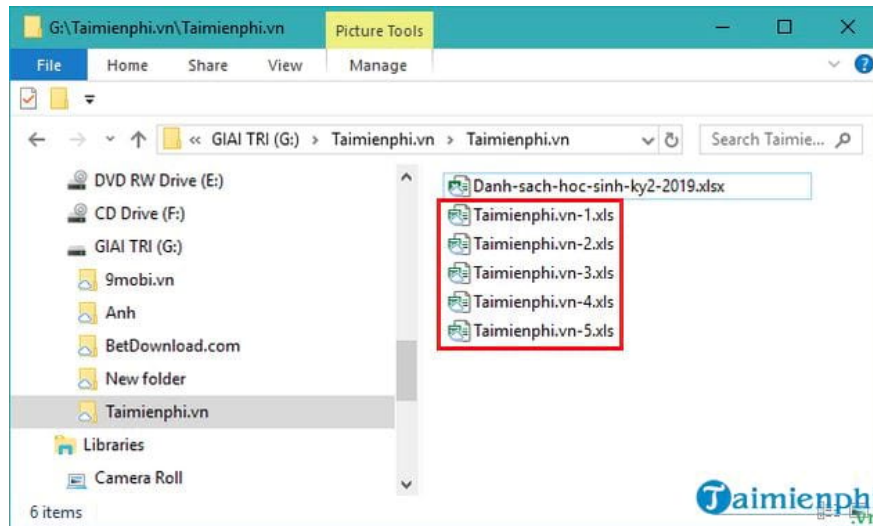 G:\Taimienphi.vn\Taimienphi.vn
Picture Tools
File Home Share View Manage
« GIAI TRI (G:) > Taimienphi.vn > Taimienphi.vn
Search Taimie...
DVD RW Drive (E:)
CD Drive (F:)
GIAI TRI (G:)
9mobi.vn
Anh
BetDownload.com
New folder
Taimienphi.vn
Libraries
Camera Roll
Danh-sach-hoc-sinh-ky2-2019.xlsx
Taimienphi.vn-1.xls
Taimienphi.vn-2.xls
Taimienphi.vn-3.xls
Taimienphi.vn-4.xls
Taimienphi.vn-5.xls
6 items
Taimienph
.vn